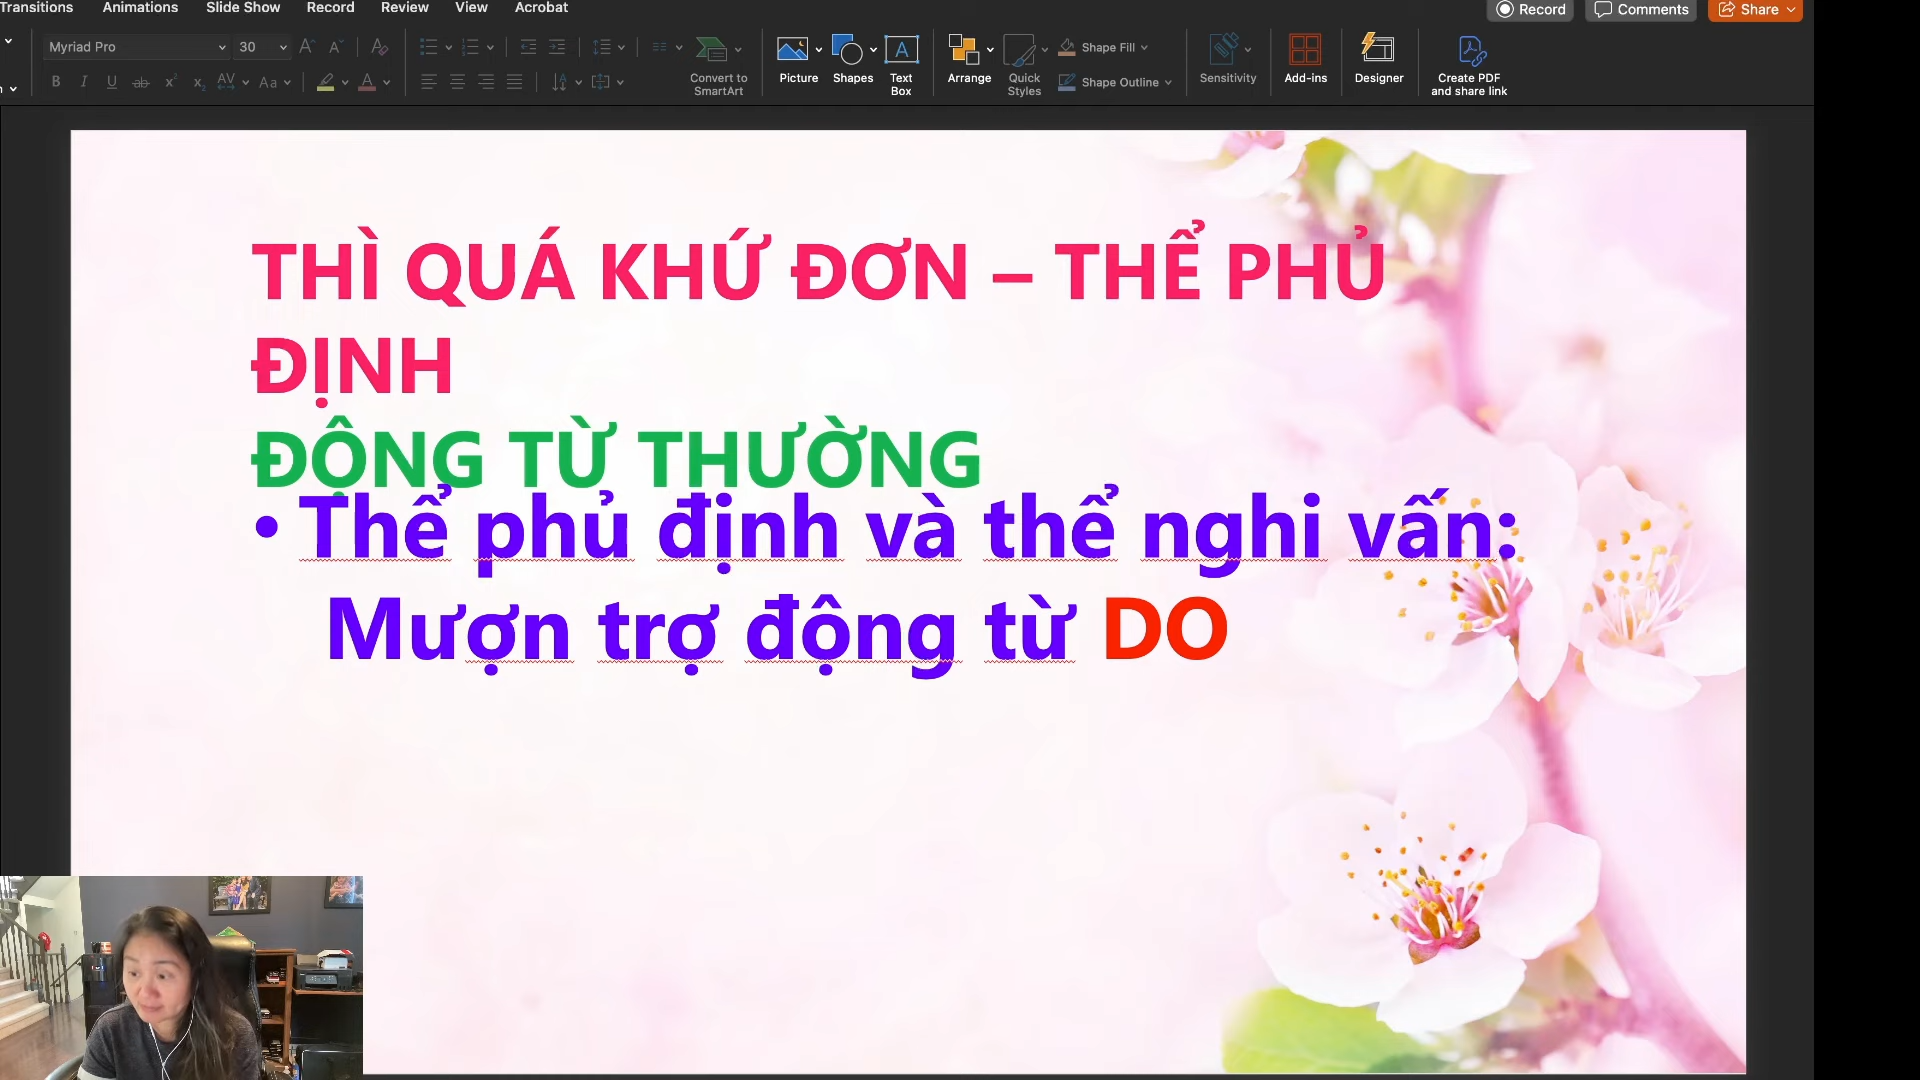 Transitions Animations Slide Show Record Review View Acrobat
Record Comments Share
Myriad Pro 30
Convert to SmartArt
Picture Shapes Text Box
Arrange Quick Styles
Shape Fill
Shape Outline
Sensitivity Add-ins Designer
Create PDF and share link
THÌ QUÁ KHỨ ĐƠN – THỂ PHỦ
ĐỊNH
ĐỘNG TỪ THƯỜNG
• Thể phủ định và thể nghi vấn:
Mượn trợ động từ DO